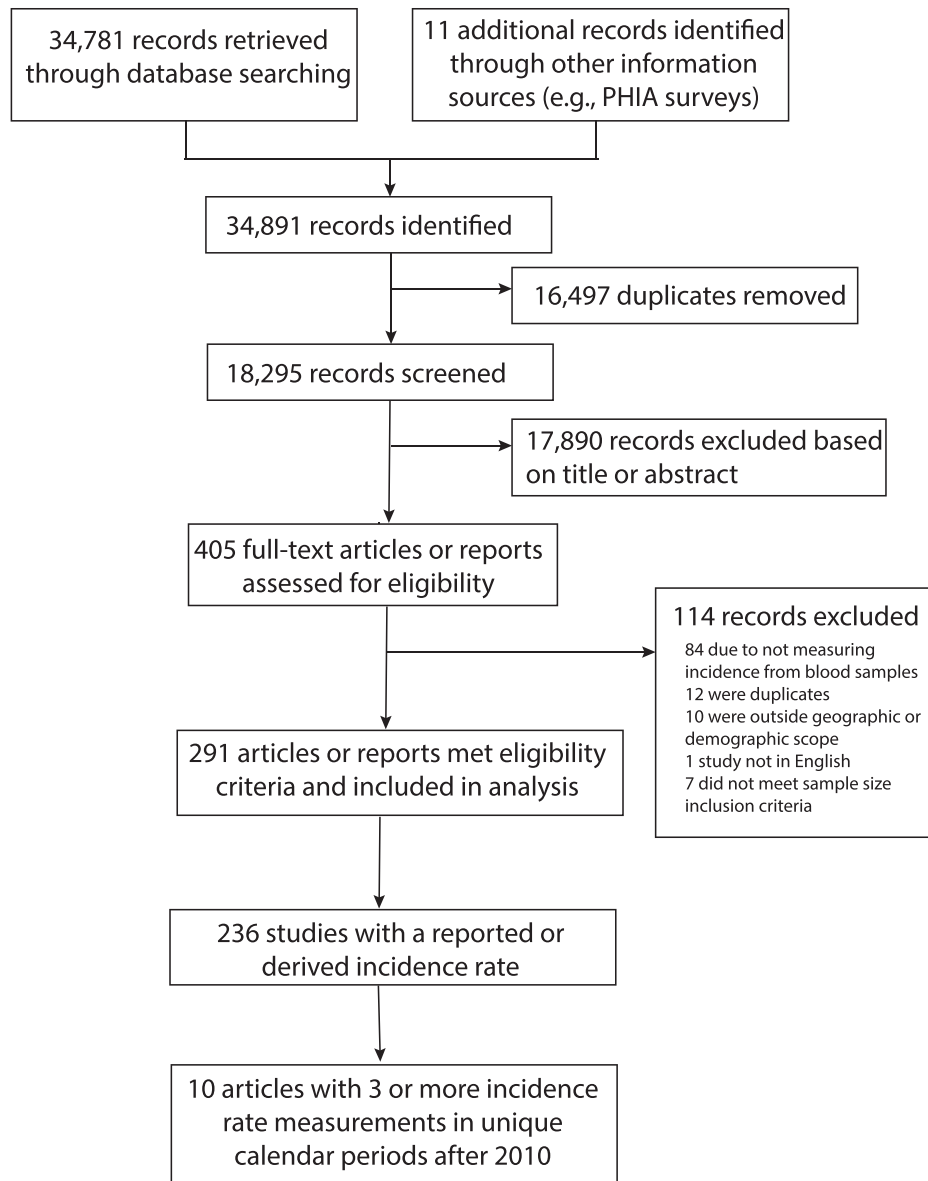 34,781 records retrieved
through database searching
11 additional records identified
through other information
sources (e.g., PHIA surveys)
34,891 records identified
16,497 duplicates removed
18,295 records screened
17,890 records excluded based
on title or abstract
405 full-text articles or reports
assessed for eligibility
114 records excluded
84 due to not measuring
incidence from blood samples
12 were duplicates
10 were outside geographic or
demographic scope
1 study not in English
7 did not meet sample size
inclusion criteria
291 articles or reports met eligibility
criteria and included in analysis
236 studies with a reported or
derived incidence rate
10 articles with 3 or more incidence
rate measurements in unique
calendar periods after 2010